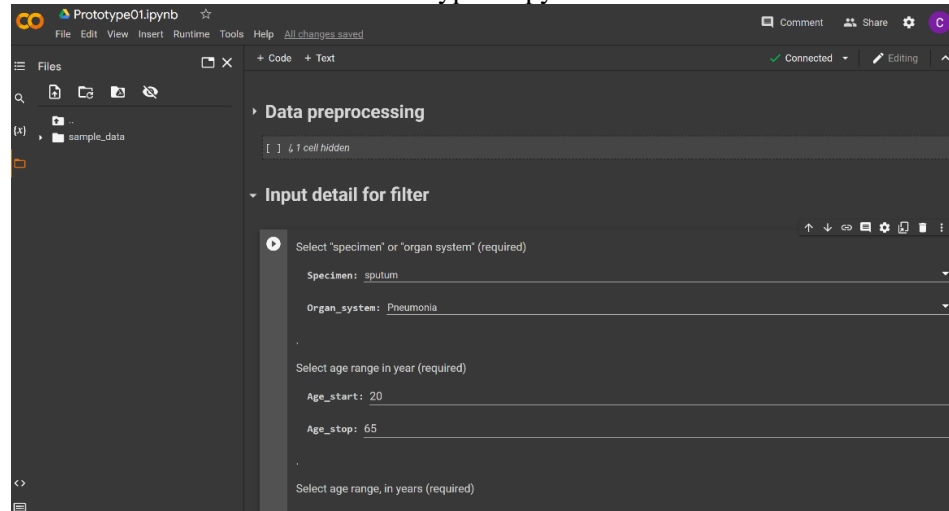 Prototype01.ipynb
Comment Share C
File Edit View Insert Runtime Tools Help All changes saved
Files
+ Code + Text
Connected Editing
..
{x} sample_data
Data preprocessing
[ ] ↳ 1 cell hidden
Input detail for filter
Select "specimen" or "organ system" (required)
Specimen: sputum
Organ_system: Pneumonia
.
Select age range in year (required)
Age_start: 20
Age_stop: 65
.
Select age range, in years (required)
<>